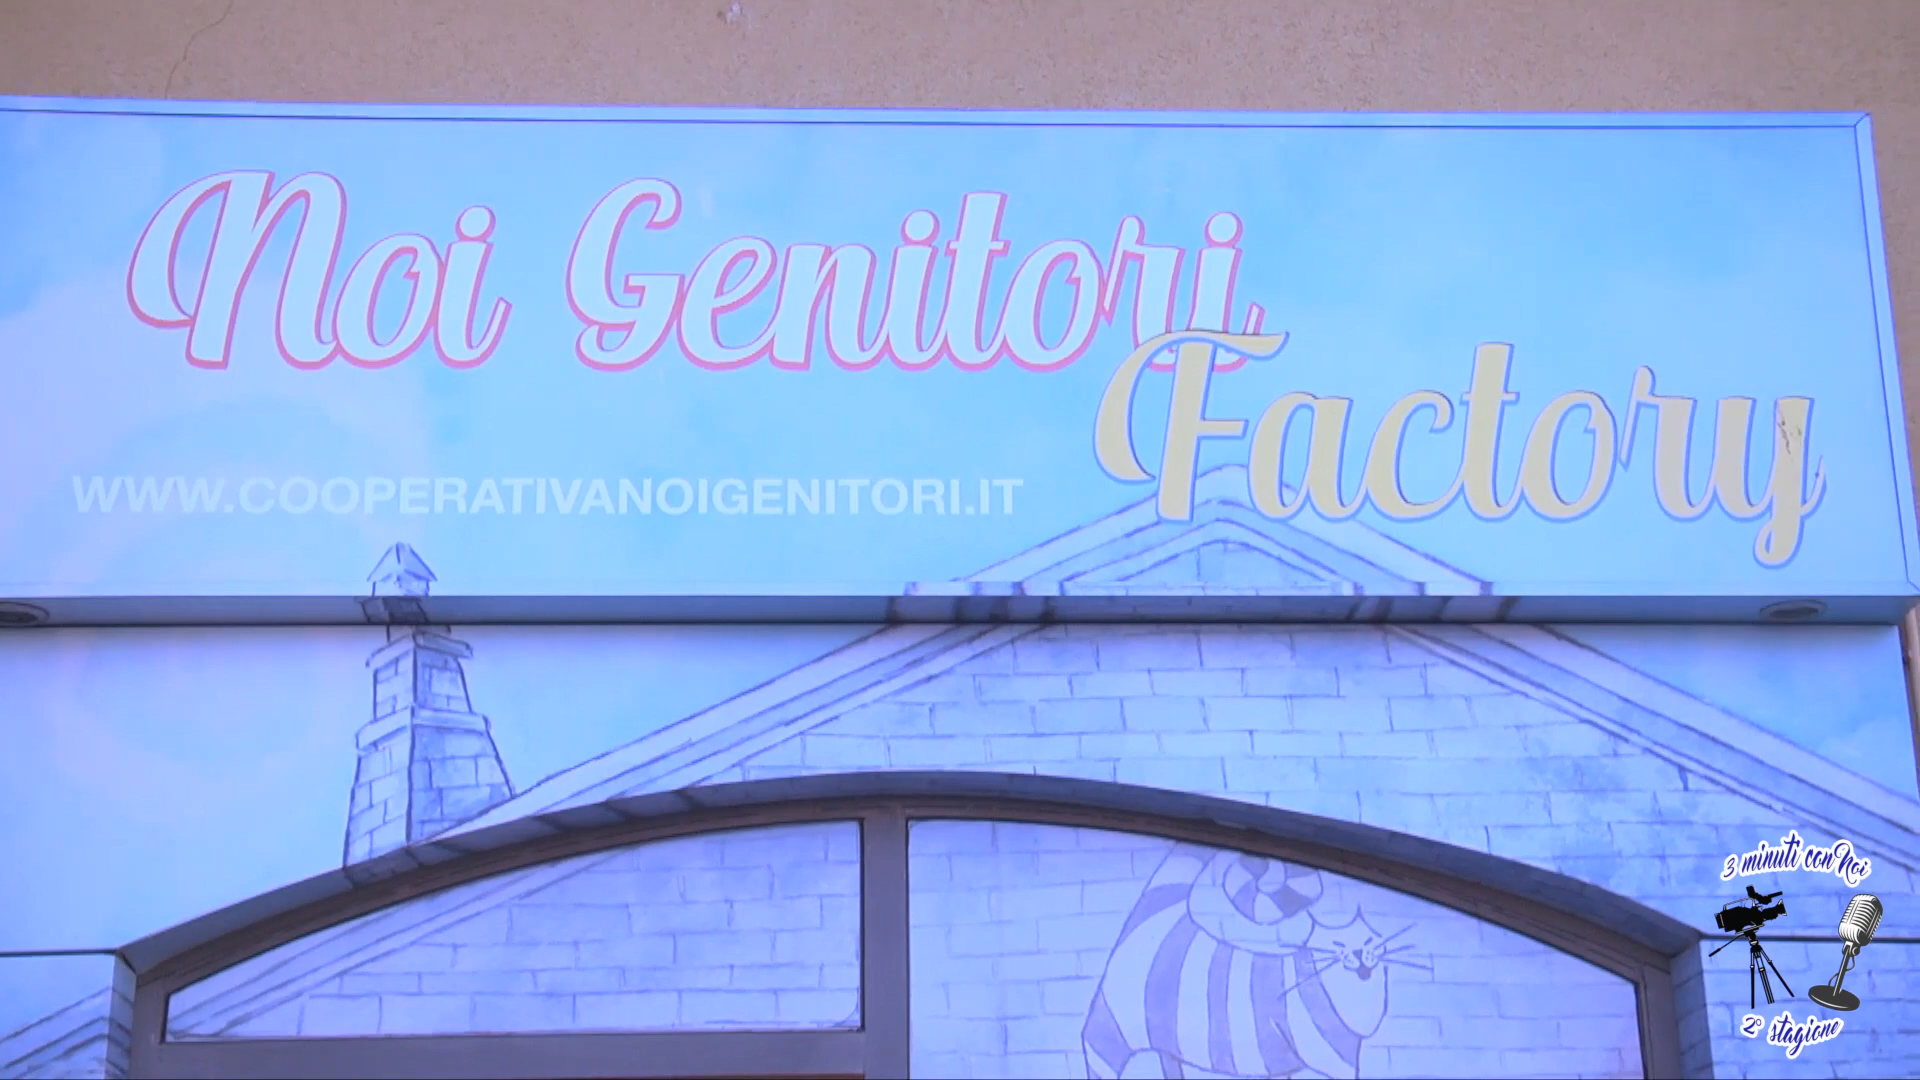 Noi Genitori
Factory
WWW.COOPERATIVANOIGENITORI.IT
3 minuti con Noi
2° stagione